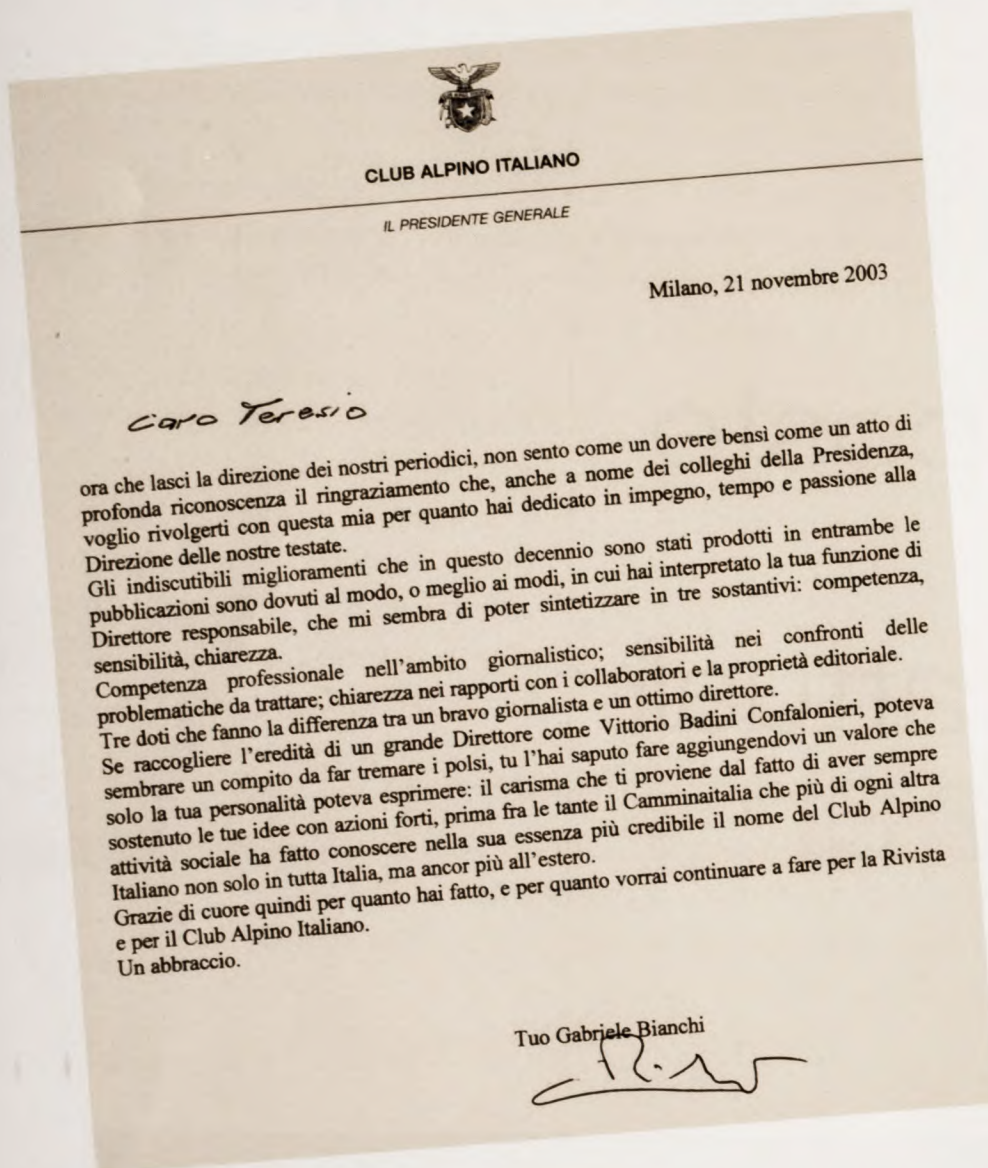 CLUB ALPINO ITALIANO
IL PRESIDENTE GENERALE
Milano, 21 novembre 2003
Caro Teresio
ora che lasci la direzione dei nostri periodici, non sento come un dovere bensì come un atto di
profonda riconoscenza il ringraziamento che, anche a nome dei colleghi della Presidenza,
voglio rivolgerti con questa mia per quanto hai dedicato in impegno, tempo e passione alla
Direzione delle nostre testate.
Gli indiscutibili miglioramenti che in questo decennio sono stati prodotti in entrambe le
pubblicazioni sono dovuti al modo, o meglio ai modi, in cui hai interpretato la tua funzione di
Direttore responsabile, che mi sembra di poter sintetizzare in tre sostantivi: competenza,
sensibilità, chiarezza.
Competenza professionale nell'ambito giornalistico; sensibilità nei confronti delle
problematiche da trattare; chiarezza nei rapporti con i collaboratori e la proprietà editoriale.
Tre doti che fanno la differenza tra un bravo giornalista e un ottimo direttore.
Se raccogliere l'eredità di un grande Direttore come Vittorio Badini Confalonieri, poteva
sembrare un compito da far tremare i polsi, tu l'hai saputo fare aggiungendovi un valore che
solo la tua personalità poteva esprimere: il carisma che ti proviene dal fatto di aver sempre
sostenuto le tue idee con azioni forti, prima fra le tante il Camminaitalia che più di ogni altra
attività sociale ha fatto conoscere nella sua essenza più credibile il nome del Club Alpino
Italiano non solo in tutta Italia, ma ancor più all'estero.
Grazie di cuore quindi per quanto hai fatto, e per quanto vorrai continuare a fare per la Rivista
e per il Club Alpino Italiano.
Un abbraccio.
Tuo Gabriele Bianchi